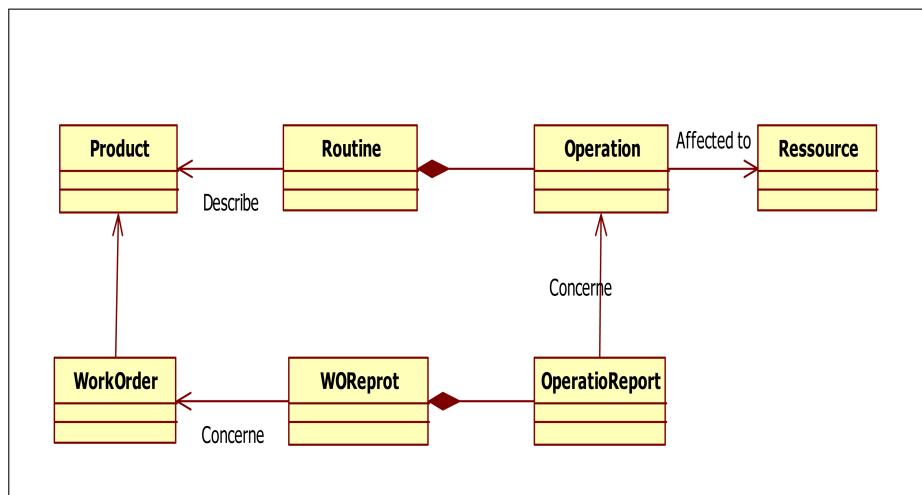 Product
Routine
Operation
Affected to
Ressource
Describe
Concerne
WorkOrder
WOReprot
OperatioReport
Concerne